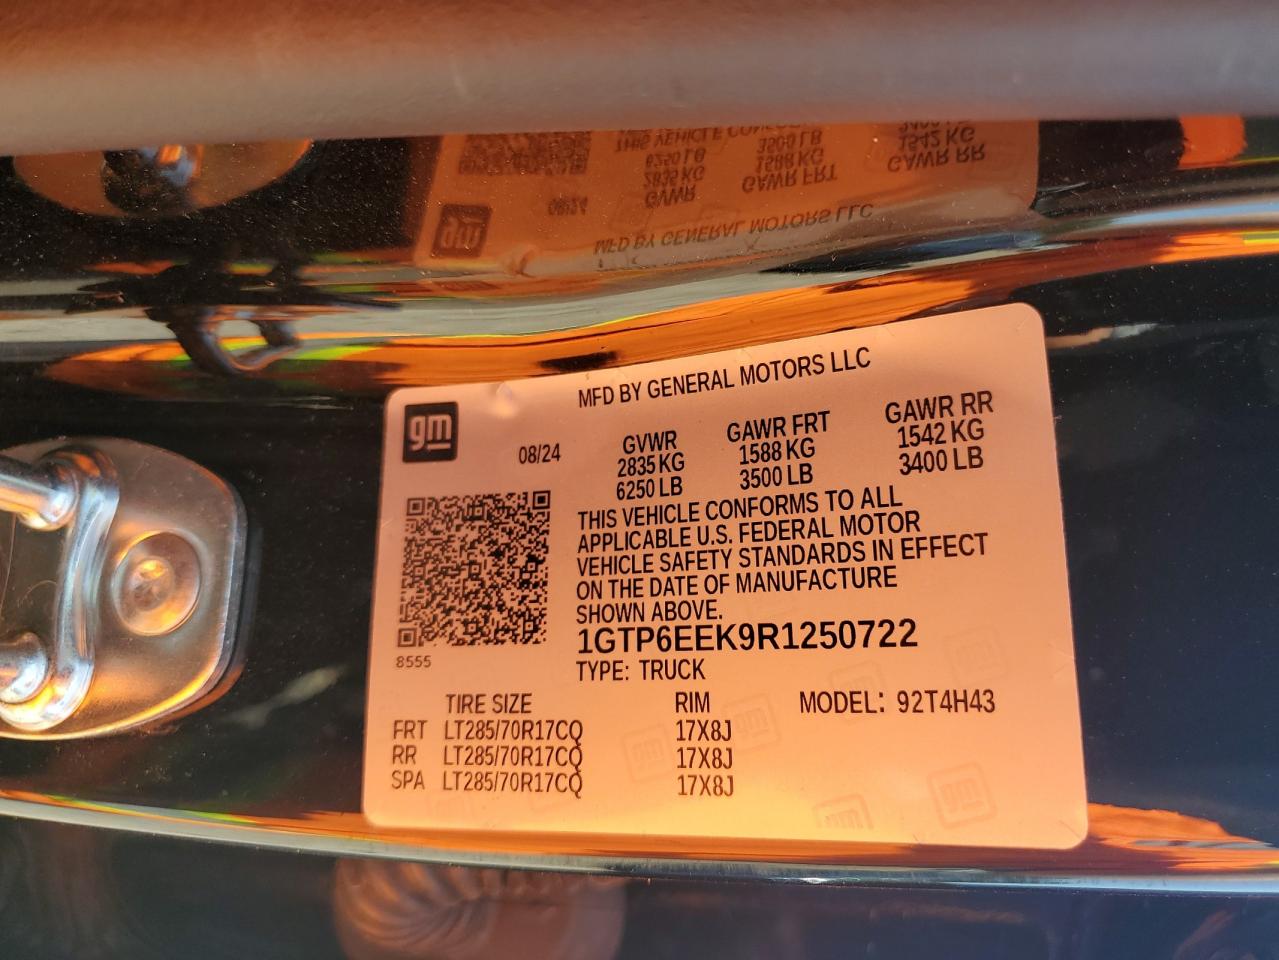 MFD BY GENERAL MOTORS LLC
gm
08/24
GVWR
2835 KG
6250 LB
GAWR FRT
1588 KG
3500 LB
GAWR RR
1542 KG
3400 LB
THIS VEHICLE CONFORMS TO ALL
APPLICABLE U.S. FEDERAL MOTOR
VEHICLE SAFETY STANDARDS IN EFFECT
ON THE DATE OF MANUFACTURE
SHOWN ABOVE.
1GTP6EEK9R1250722
TYPE: TRUCK
8555
TIRE SIZE RIM MODEL: 92T4H43
FRT LT285/70R17CQ 17X8J
RR LT285/70R17CQ 17X8J
SPA LT285/70R17CQ 17X8J